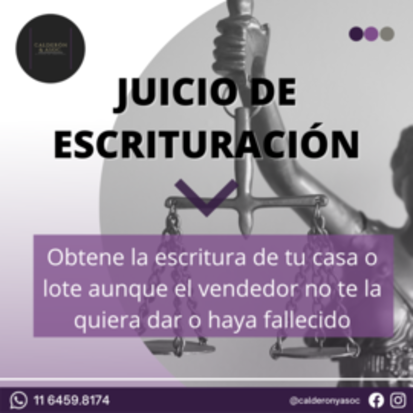 CALDERON
& ASOC.
JUICIO DE
ESCRITURACIÓN
Obtene la escritura de tu casa o
lote aunque el vendedor no te la
quiera dar o haya fallecido
11 6459.8174
@calderonyasoc